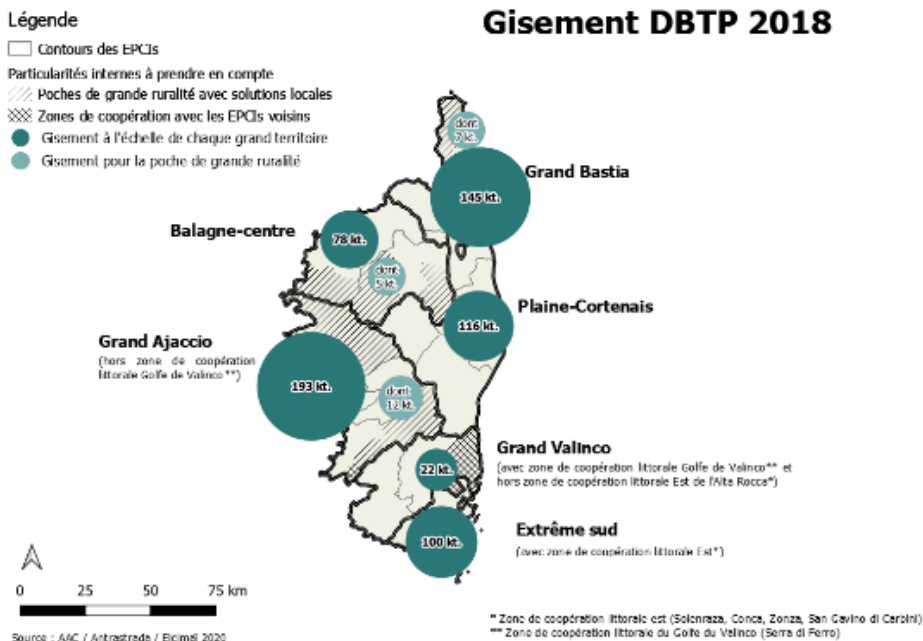 Gisement DBTP 2018
Légende
Contours des EPCIs
Particularités internes à prendre en compte
Poches de grande ruralité avec solutions locales
Zones de coopération avec les EPCIs voisins
Gisement à l'échelle de chaque grand territoire
Gisement pour la poche de grande ruralité
dont
7 kt.
Grand Bastia
145 kt.
Balagne-centre
78 kt.
dont
5 kt.
Plaine-Cortenais
116 kt.
Grand Ajaccio
(hors zone de coopération
littorale Golfe de Valinco**)
193 kt.
dont
12 kt.
Grand Valinco
(avec zone de coopération littorale Golfe de Valinco** et
hors zone de coopération littorale Est de l'Alta Rocca*)
22 kt.
Extrême sud
(avec zone de coopération littorale Est*)
100 kt.
0 25 50 75 km
Source : AAC / Antrastrada / Elcimaï 2020
* Zone de coopération littorale est (Solenzara, Conca, Zonza, San Gavino di Carbini)
** Zone de coopération littorale du Golfe du Valinco (Serra di Ferro)